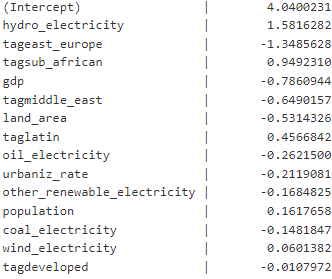 (Intercept) | 4.0400231
hydro_electricity | 1.5816282
tageast_europe | -1.3485628
tagsub_african | 0.9492310
gdp | -0.7860944
tagmiddle_east | -0.6490157
land_area | -0.5314326
taglatin | 0.4566842
oil_electricity | -0.2621500
urbaniz_rate | -0.2119081
other_renewable_electricity | -0.1684825
population | 0.1617658
coal_electricity | -0.1481847
wind_electricity | 0.0601382
tagdeveloped | -0.0107972